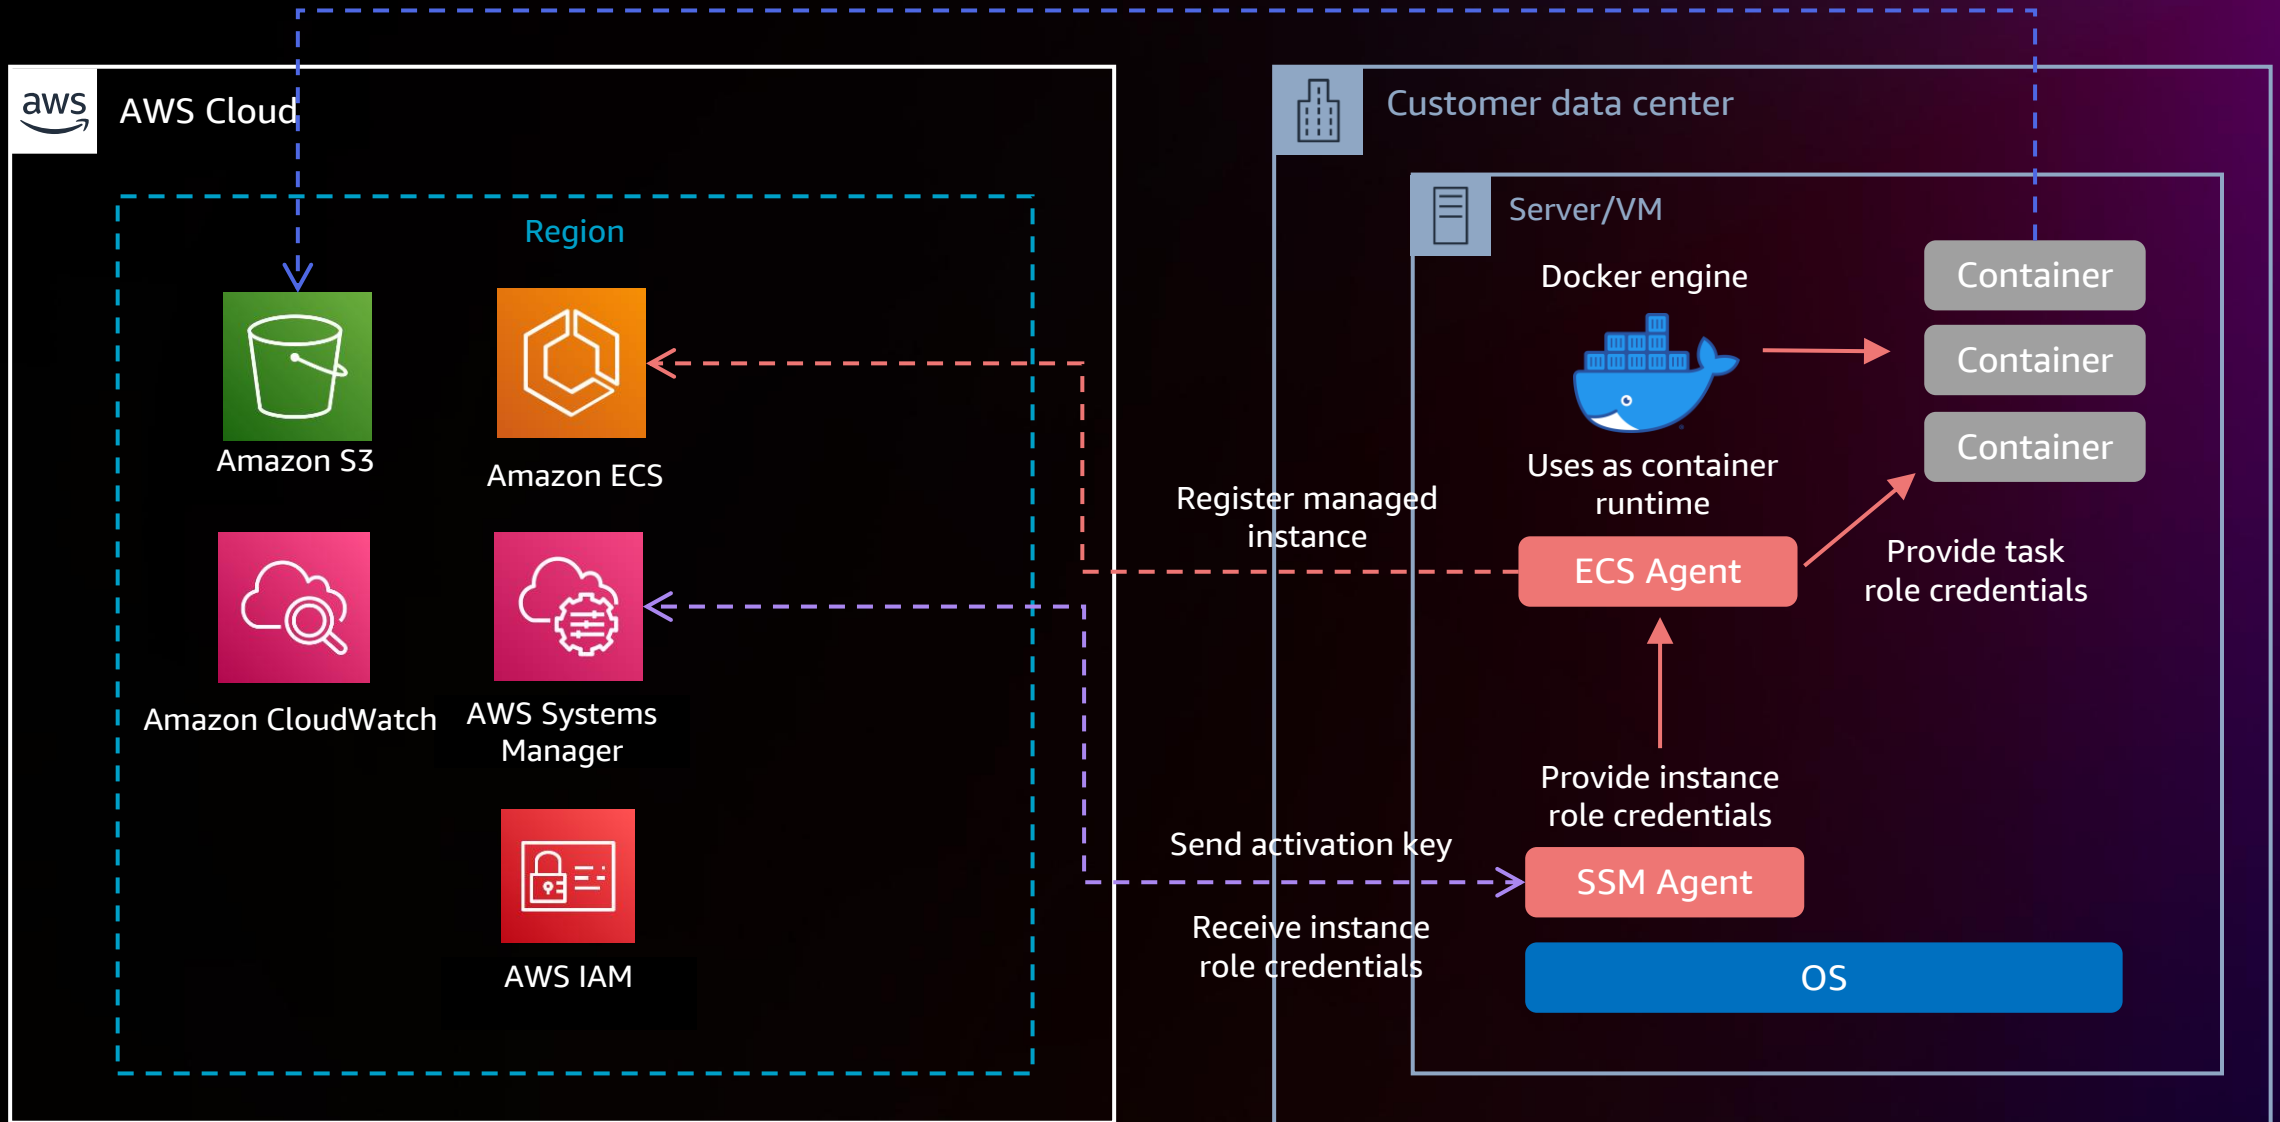 aws
AWS Cloud
Region
Amazon S3
Amazon ECS
Amazon CloudWatch
AWS Systems
Manager
AWS IAM
Register managed
instance
Send activation key
Receive instance
role credentials
Customer data center
Server/VM
Docker engine
Uses as container
runtime
Container
Container
Container
ECS Agent
Provide task
role credentials
Provide instance
role credentials
SSM Agent
OS